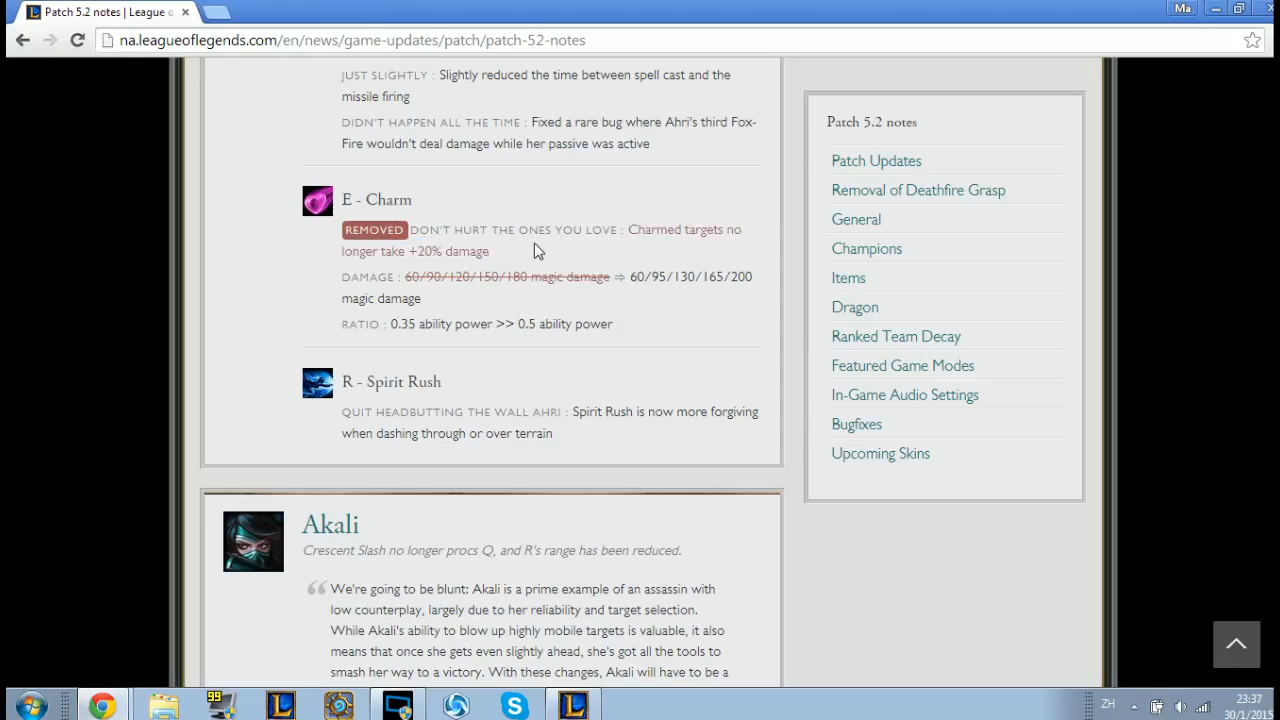 Patch 5.2 notes | League o
Ma
na.leagueoflegends.com/en/news/game-updates/patch/patch-52-notes
JUST SLIGHTLY : Slightly reduced the time between spell cast and the
missile firing
DIDN'T HAPPEN ALL THE TIME : Fixed a rare bug where Ahri's third Fox-
Fire wouldn't deal damage while her passive was active
E - Charm
REMOVED DON'T HURT THE ONES YOU LOVE : Charmed targets no
longer take +20% damage
DAMAGE : 60/90/120/150/180 magic damage ⇒ 60/95/130/165/200
magic damage
RATIO : 0.35 ability power >> 0.5 ability power
R - Spirit Rush
QUIT HEADBUTTING THE WALL AHRI : Spirit Rush is now more forgiving
when dashing through or over terrain
Akali
Crescent Slash no longer procs Q, and R's range has been reduced.
We're going to be blunt: Akali is a prime example of an assassin with
low counterplay, largely due to her reliability and target selection.
While Akali's ability to blow up highly mobile targets is valuable, it also
means that once she gets even slightly ahead, she's got all the tools to
smash her way to a victory. With these changes, Akali will have to be a
Patch 5.2 notes
Patch Updates
Removal of Deathfire Grasp
General
Champions
Items
Dragon
Ranked Team Decay
Featured Game Modes
In-Game Audio Settings
Bugfixes
Upcoming Skins
99
ZH
23:37
30/1/2015